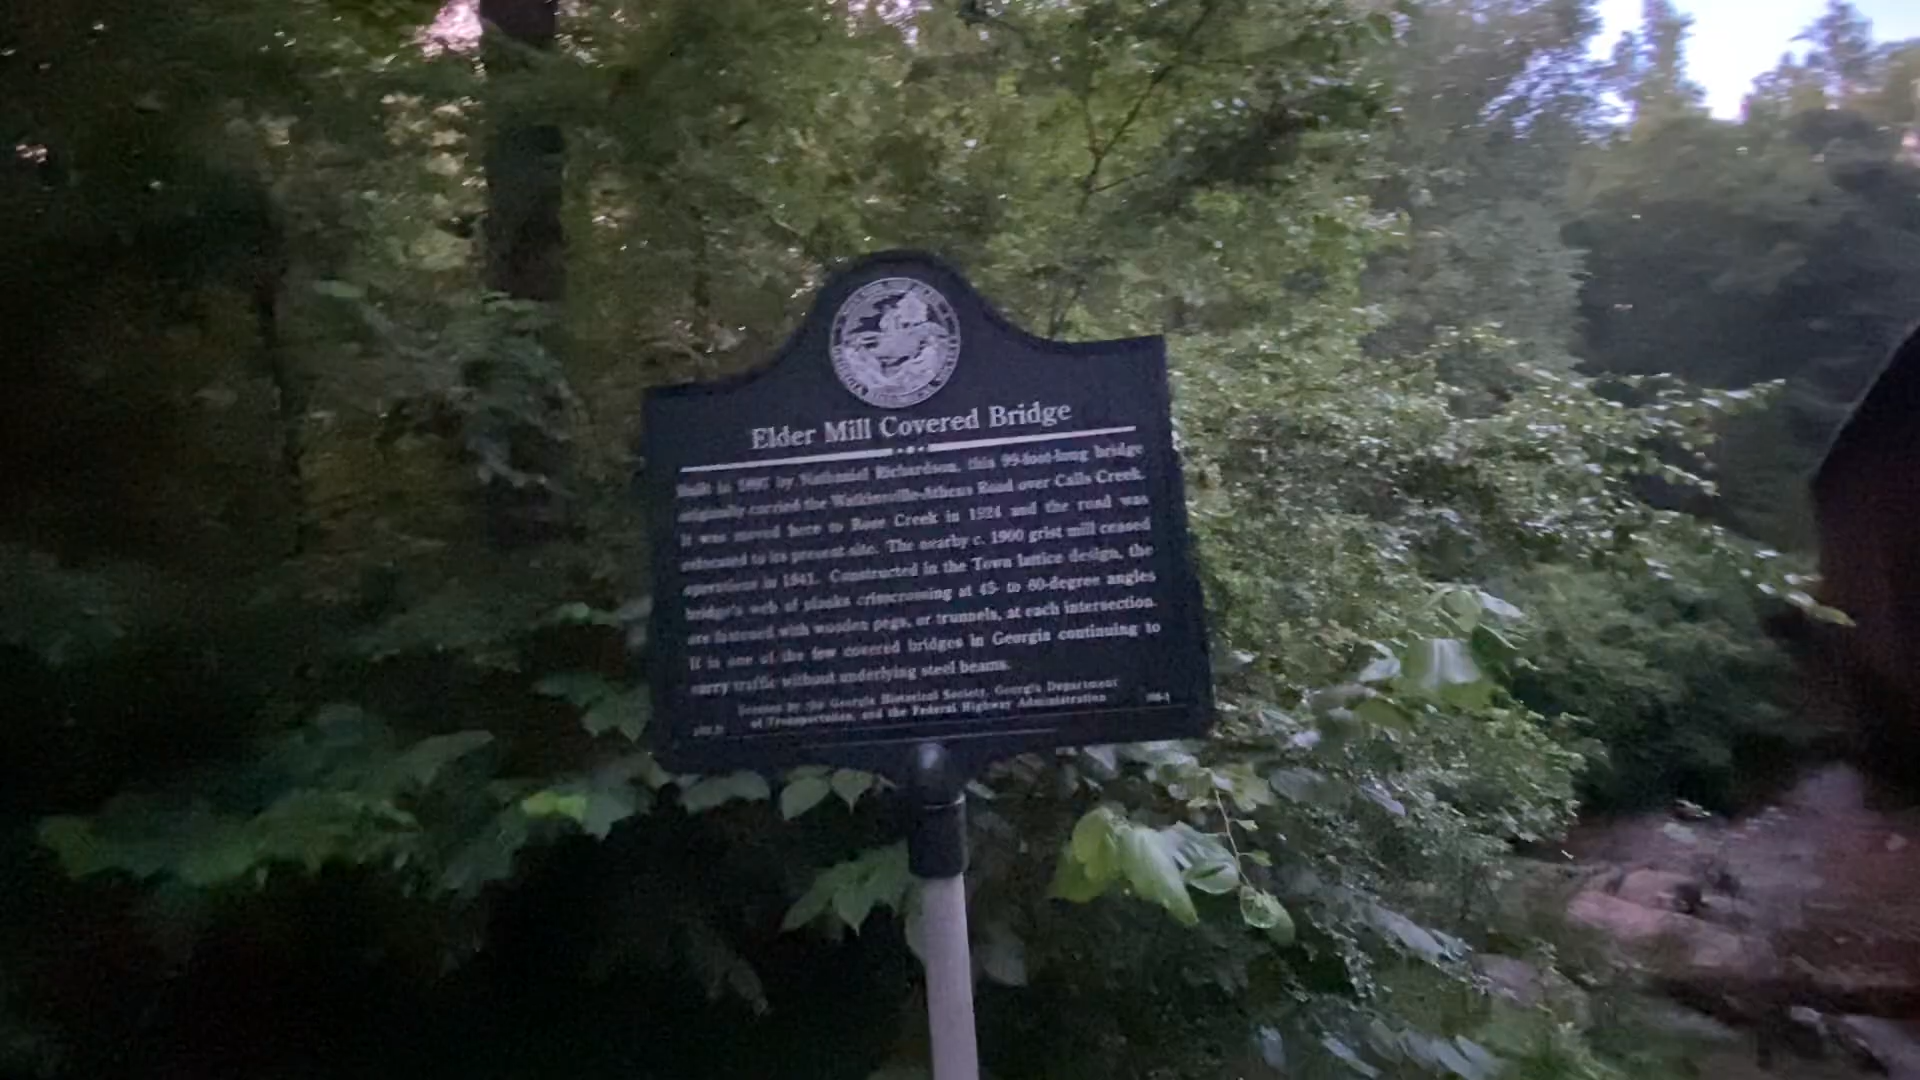 Elder Mill Covered Bridge
Built in 1897 by Nathaniel Richardson, this 99-foot-long bridge
originally carried the Watkinsville-Athens Road over Calls Creek.
It was moved here to Rose Creek in 1924 and the road was
relocated to its present site. The nearby c. 1900 grist mill ceased
operations in 1941. Constructed in the Town lattice design, the
bridge's web of planks crisscrossing at 45- to 60-degree angles
are fastened with wooden pegs, or trunnels, at each intersection.
It is one of the few covered bridges in Georgia continuing to
carry traffic without underlying steel beams.
by the Georgia Historical Society, Georgia Department
of Transportation, and the Federal Highway Administration